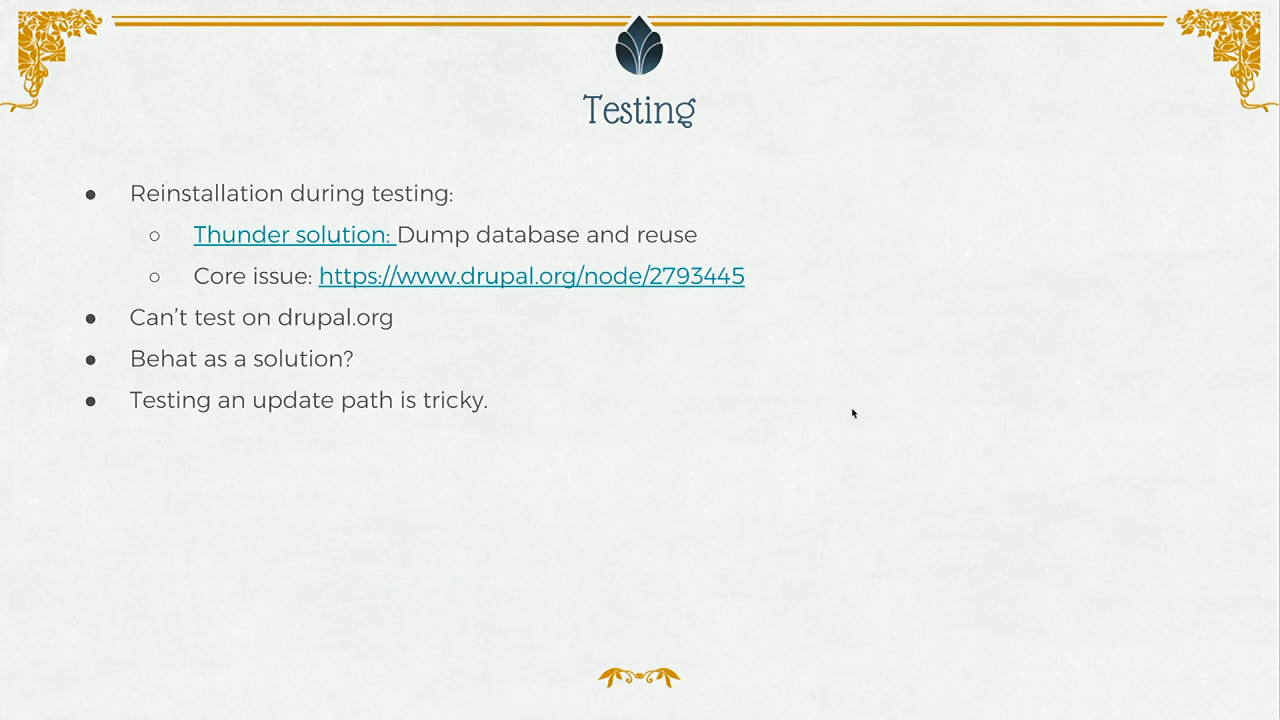 Testing
● Reinstallation during testing:
○ Thunder solution: Dump database and reuse
○ Core issue: https://www.drupal.org/node/2793445
● Can’t test on drupal.org
● Behat as a solution?
● Testing an update path is tricky.